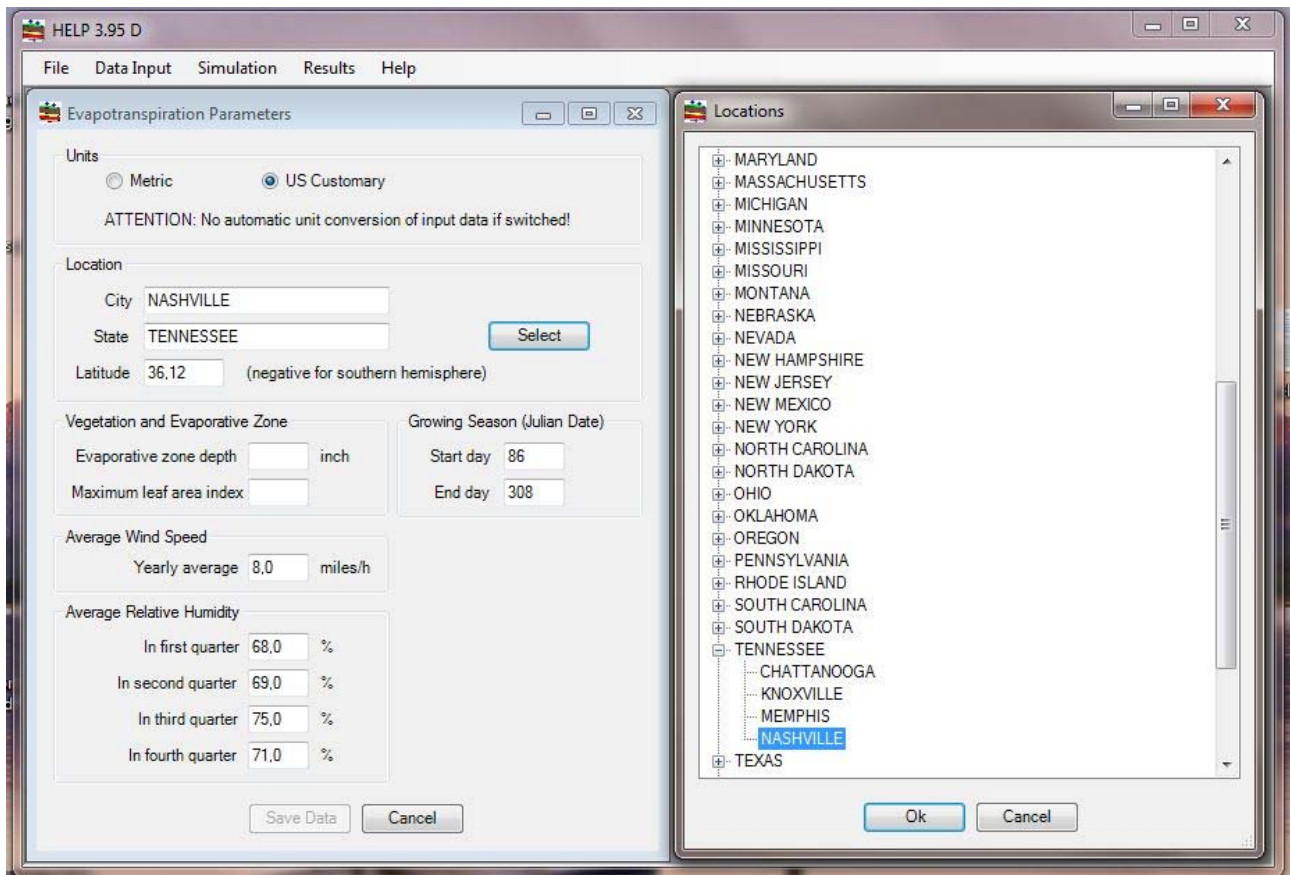 HELP 3.95 D
File Data Input Simulation Results Help
Evapotranspiration Parameters
Units
Metric US Customary
ATTENTION: No automatic unit conversion of input data if switched!
Location
City NASHVILLE
State TENNESSEE Select
Latitude 36,12 (negative for southern hemisphere)
Vegetation and Evaporative Zone
Evaporative zone depth inch
Maximum leaf area index
Growing Season (Julian Date)
Start day 86
End day 308
Average Wind Speed
Yearly average 8,0 miles/h
Average Relative Humidity
In first quarter 68,0 %
In second quarter 69,0 %
In third quarter 75,0 %
In fourth quarter 71,0 %
Save Data Cancel
Locations
MARYLAND
MASSACHUSETTS
MICHIGAN
MINNESOTA
MISSISSIPPI
MISSOURI
MONTANA
NEBRASKA
NEVADA
NEW HAMPSHIRE
NEW JERSEY
NEW MEXICO
NEW YORK
NORTH CAROLINA
NORTH DAKOTA
OHIO
OKLAHOMA
OREGON
PENNSYLVANIA
RHODE ISLAND
SOUTH CAROLINA
SOUTH DAKOTA
TENNESSEE
CHATTANOOGA
KNOXVILLE
MEMPHIS
NASHVILLE
TEXAS
Ok Cancel